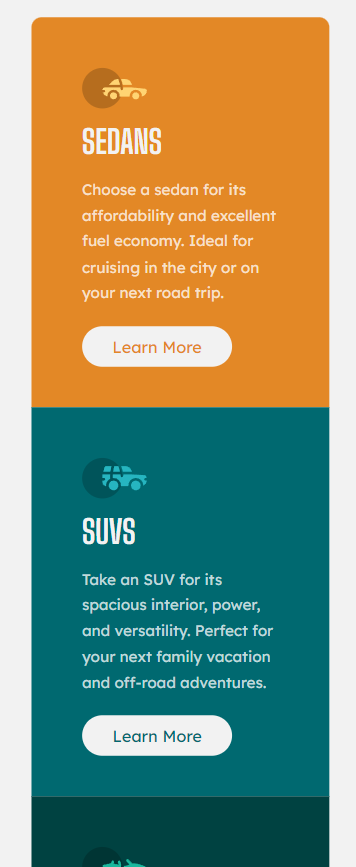 SEDANS
Choose a sedan for its
affordability and excellent
fuel economy. Ideal for
cruising in the city or on
your next road trip.
Learn More
SUVS
Take an SUV for its
spacious interior, power,
and versatility. Perfect for
your next family vacation
and off-road adventures.
Learn More